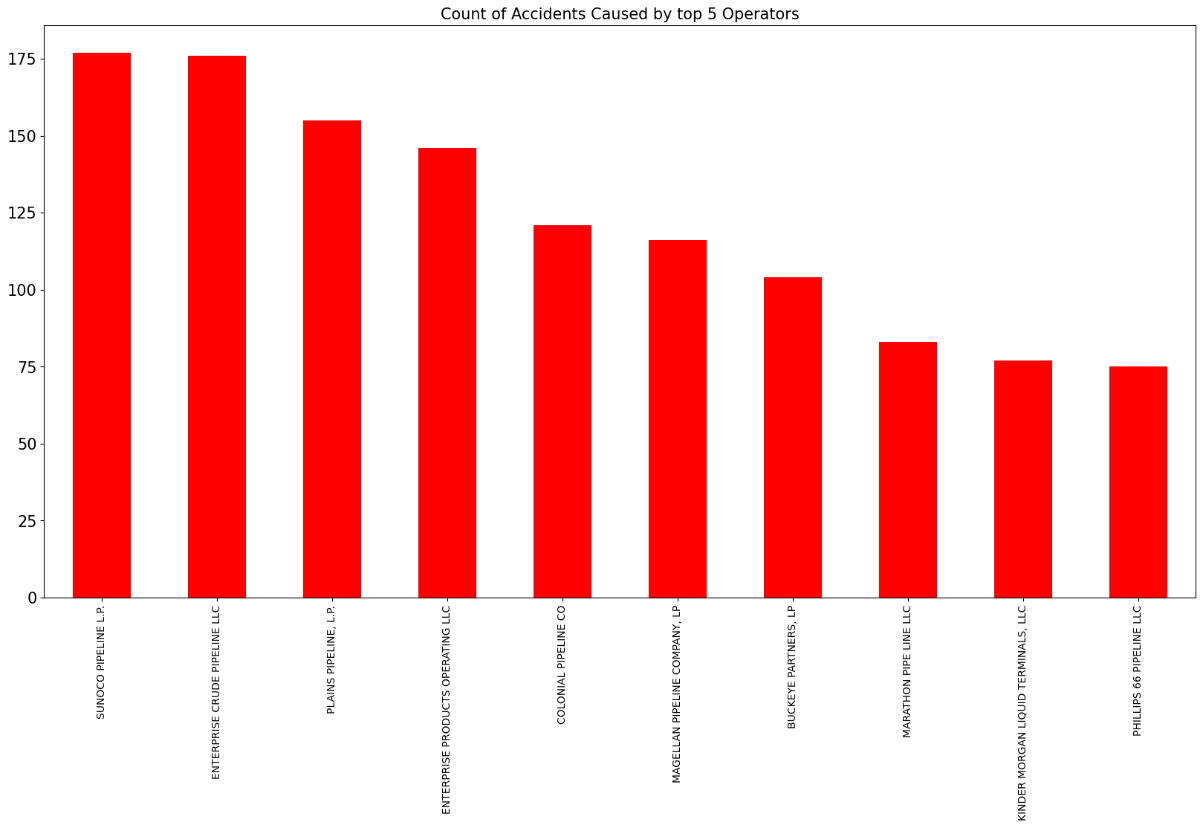 Count of Accidents Caused by top 5 Operators
175
150
125
100
75
50
25
0
SUNOCO PIPELINE L.P.
ENTERPRISE CRUDE PIPELINE LLC
PLAINS PIPELINE, L.P.
ENTERPRISE PRODUCTS OPERATING LLC
COLONIAL PIPELINE CO
MAGELLAN PIPELINE COMPANY, LP
BUCKEYE PARTNERS, LP
MARATHON PIPE LINE LLC
KINDER MORGAN LIQUID TERMINALS, LLC
PHILLIPS 66 PIPELINE LLC